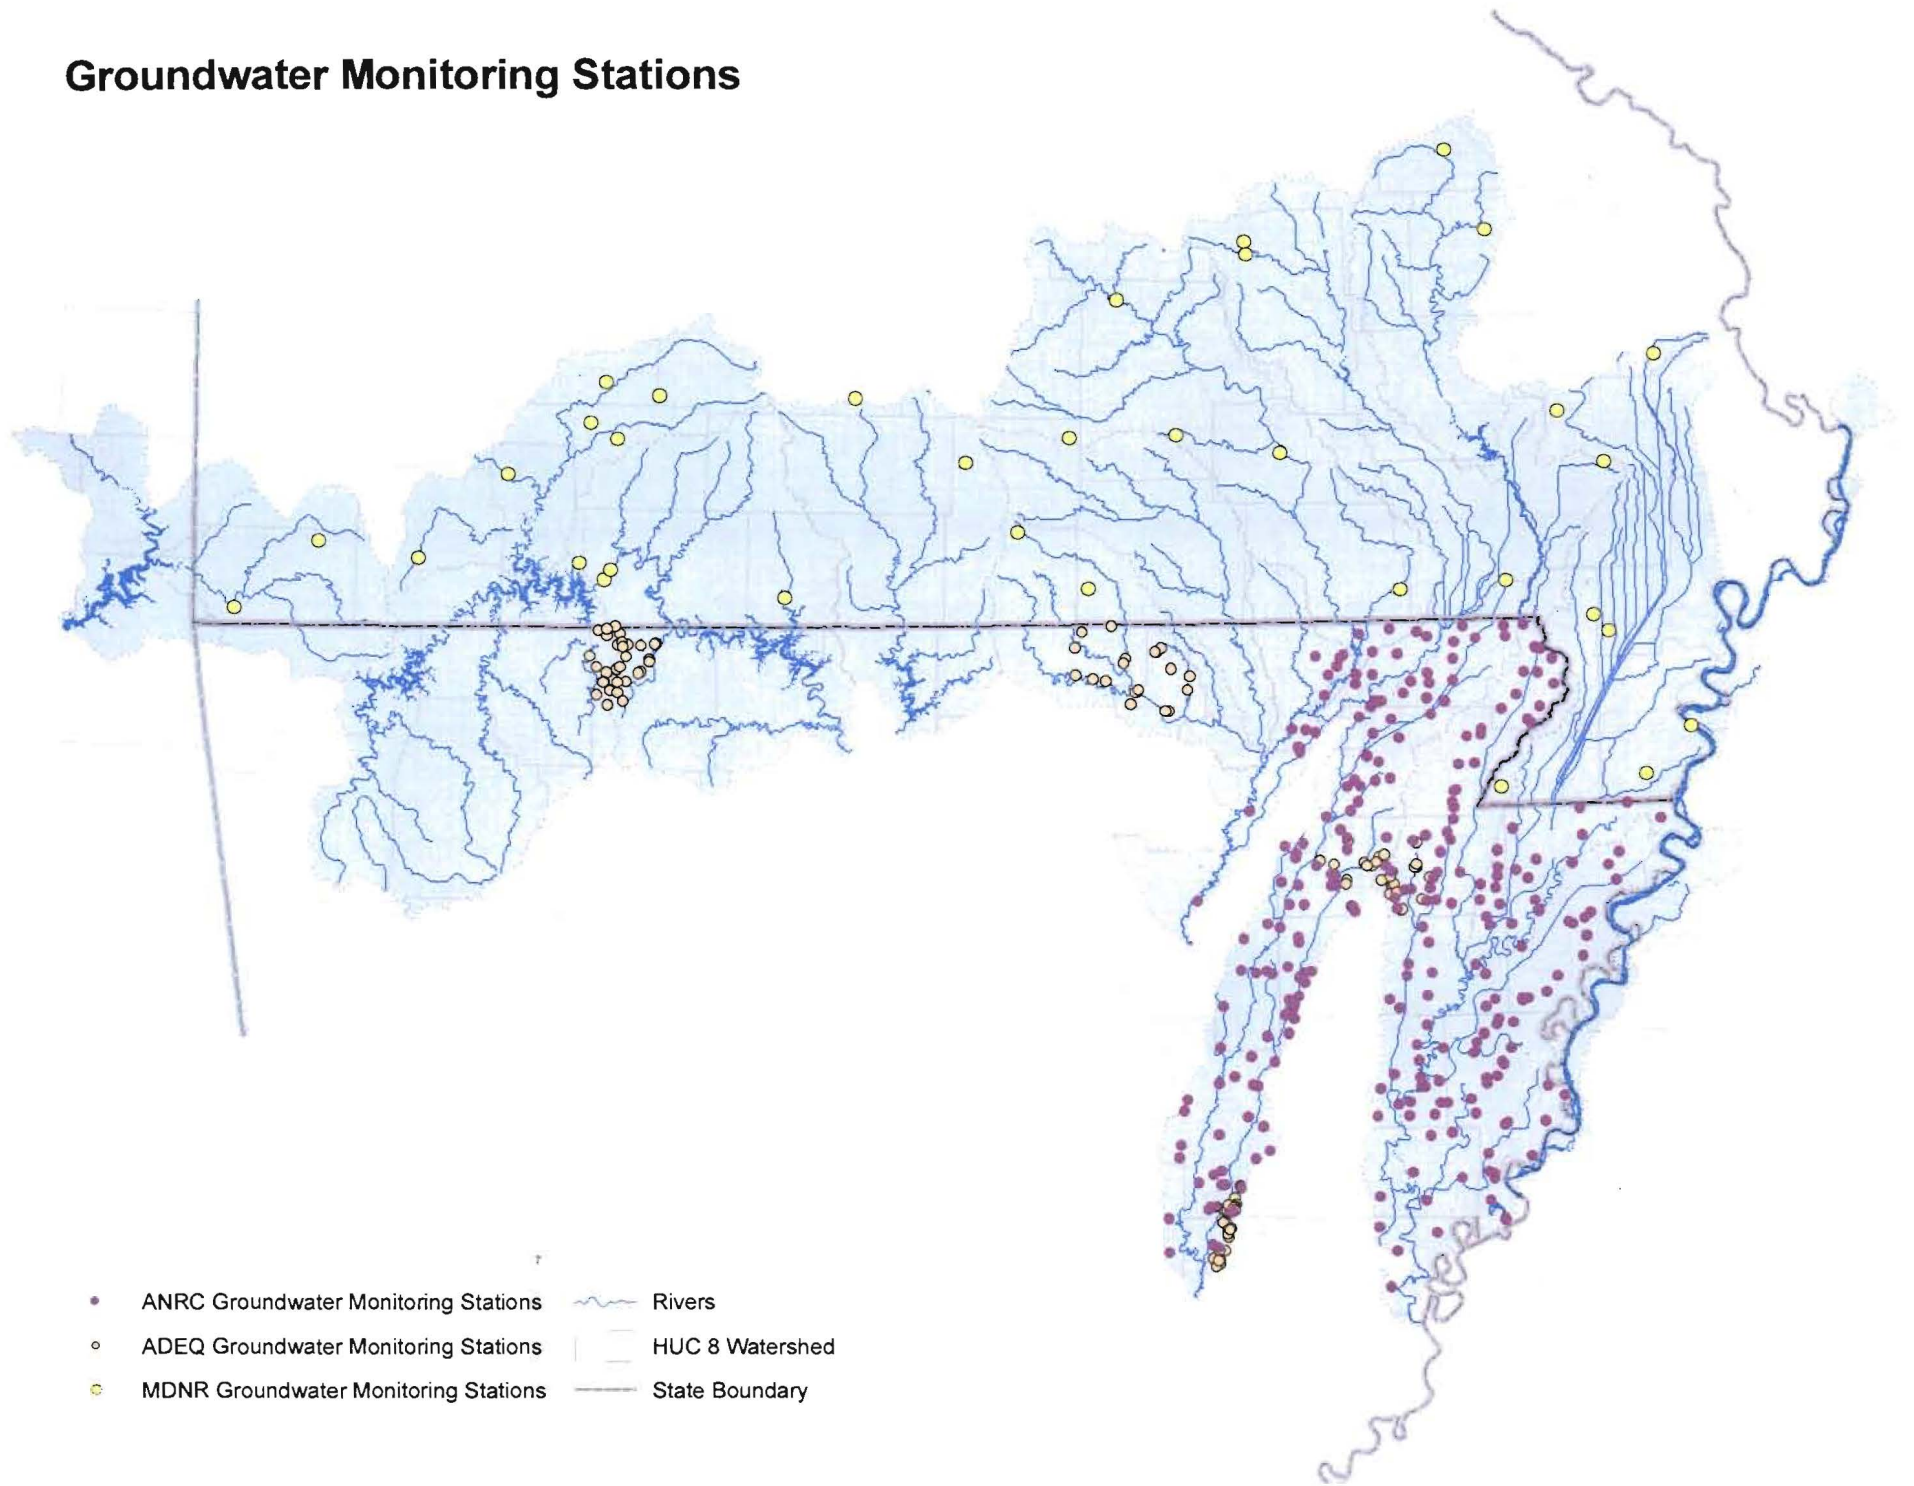 Groundwater Monitoring Stations
ANRC Groundwater Monitoring Stations
Rivers
ADEQ Groundwater Monitoring Stations
HUC 8 Watershed
MDNR Groundwater Monitoring Stations
State Boundary